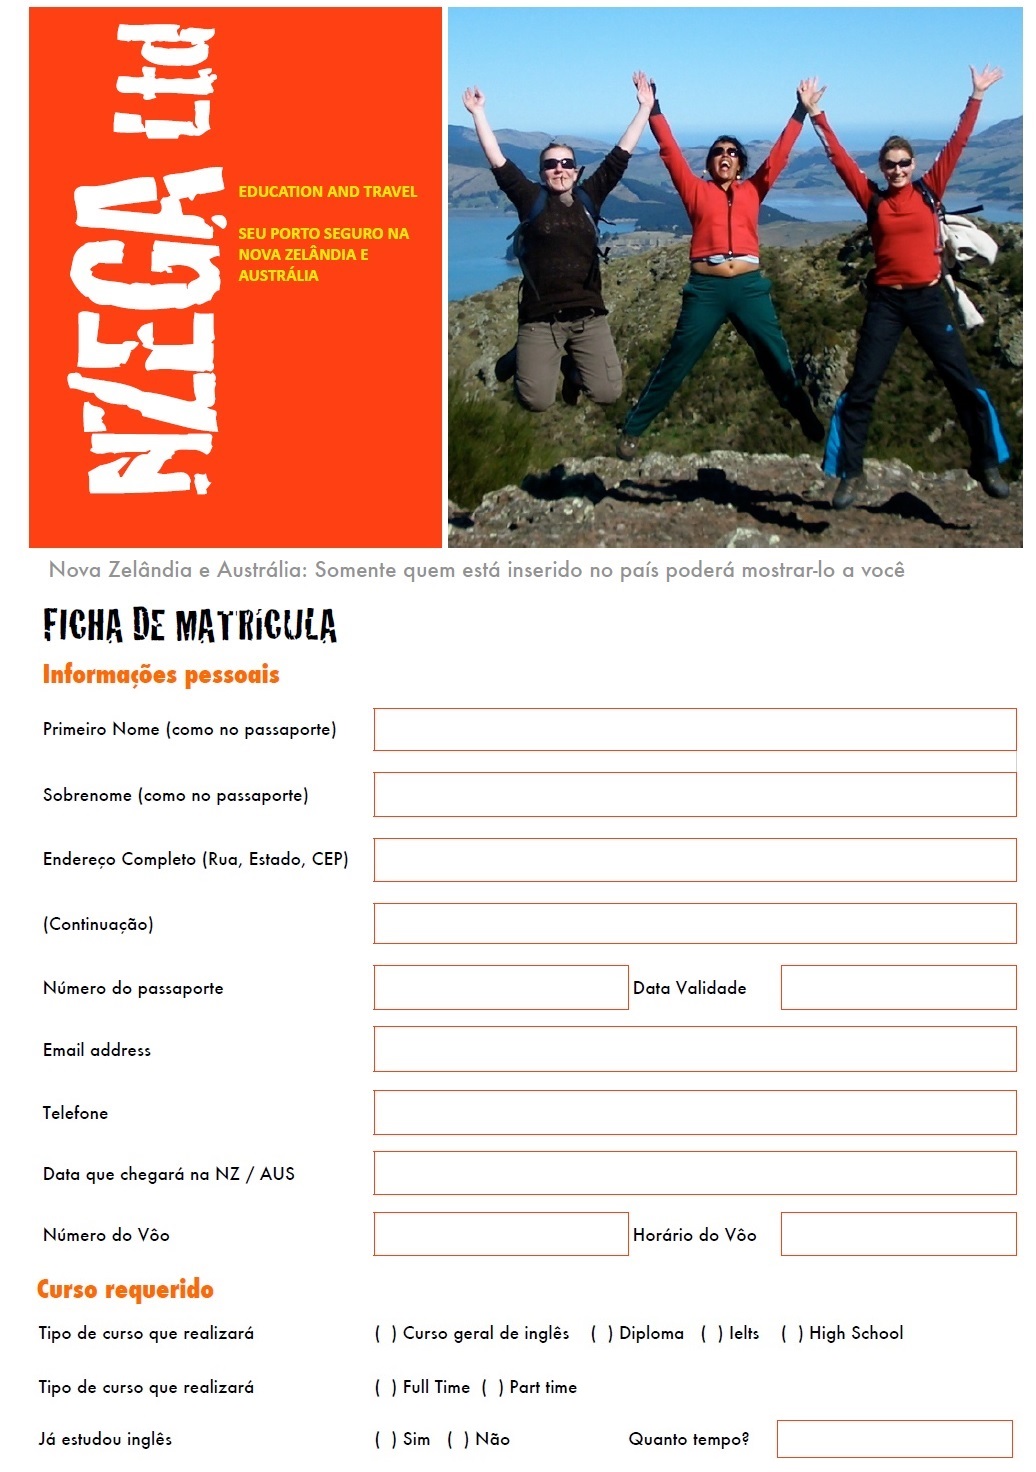 NZEGA Ltd
EDUCATION AND TRAVEL
SEU PORTO SEGURO NA
NOVA ZELÂNDIA E
AUSTRÁLIA
Nova Zelândia e Austrália: Somente quem está inserido no país poderá mostrar-lo a você
FICHA DE MATRÍCULA
Informações pessoais
Primeiro Nome (como no passaporte)
Sobrenome (como no passaporte)
Endereço Completo (Rua, Estado, CEP)
(Continuação)
Número do passaporte Data Validade
Email address
Telefone
Data que chegará na NZ / AUS
Número do Vôo Horário do Vôo
Curso requerido
Tipo de curso que realizará ( ) Curso geral de inglês ( ) Diploma ( ) Ielts ( ) High School
Tipo de curso que realizará ( ) Full Time ( ) Part time
Já estudou inglês ( ) Sim ( ) Não Quanto tempo?